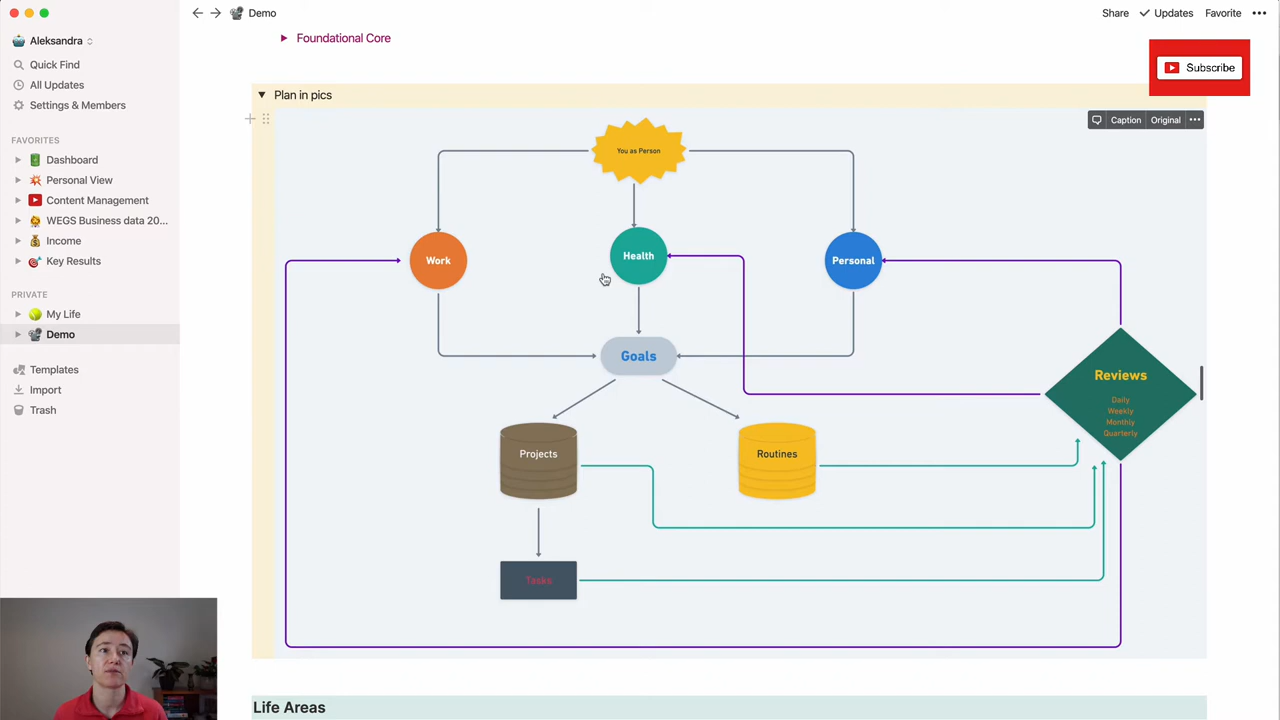 Demo
Share
Updates
Favorite
Aleksandra
Quick Find
All Updates
Settings & Members
FAVORITES
Dashboard
Personal View
Content Management
WEGS Business data 20...
Income
Key Results
PRIVATE
My Life
Demo
Templates
Import
Trash
Foundational Core
Subscribe
Plan in pics
Caption
Original
You as Person
Work
Health
Personal
Goals
Reviews
Daily
Weekly
Monthly
Quarterly
Projects
Routines
Tasks
Life Areas